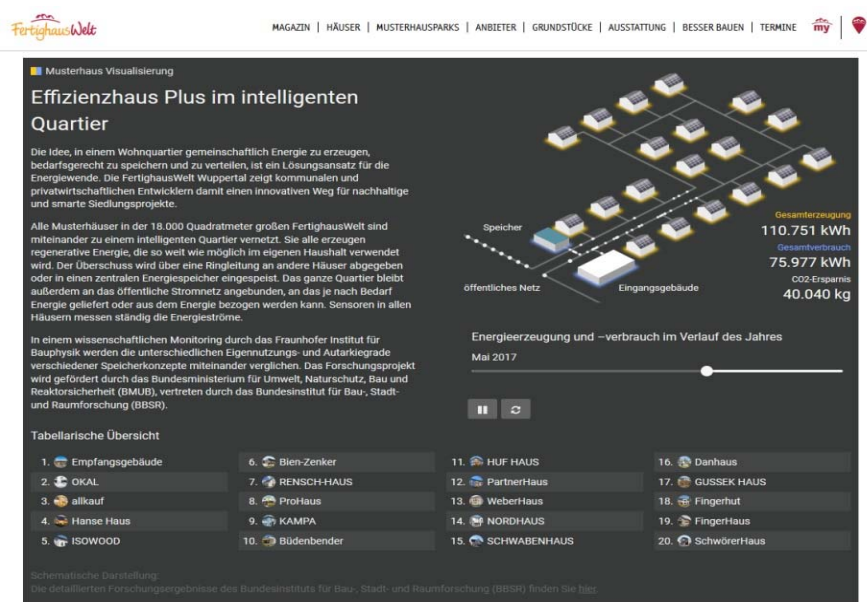 FertighausWelt
MAGAZIN | HÄUSER | MUSTERHAUSPARKS | ANBIETER | GRUNDSTÜCKE | AUSSTATTUNG | BESSER BAUEN | TERMINE
my
Musterhaus Visualisierung
Effizienzhaus Plus im intelligenten
Quartier
Die Idee, in einem Wohnquartier gemeinschaftlich Energie zu erzeugen,
bedarfsgerecht zu speichern und zu verteilen, ist ein Lösungsansatz für die
Energiewende. Die FertighausWelt Wuppertal zeigt kommunalen und
privatwirtschaftlichen Entwicklern damit einen innovativen Weg für nachhaltige
und smarte Siedlungsprojekte.
Alle Musterhäuser in der 18.000 Quadratmeter großen FertighausWelt sind
miteinander zu einem intelligenten Quartier vernetzt. Sie alle erzeugen
regenerative Energie, die so weit wie möglich im eigenen Haushalt verwendet
wird. Der Überschuss wird über eine Ringleitung an andere Häuser abgegeben
oder in einen zentralen Energiespeicher eingespeist. Das ganze Quartier bleibt
außerdem an das öffentliche Stromnetz angebunden, an das je nach Bedarf
Energie geliefert oder aus dem Energie bezogen werden kann. Sensoren in allen
Häusern messen ständig die Energieströme.
In einem wissenschaftlichen Monitoring durch das Fraunhofer Institut für
Bauphysik werden die unterschiedlichen Eigennutzungs- und Autarkiegrade
verschiedener Speicherkonzepte miteinander verglichen. Das Forschungsprojekt
wird gefördert durch das Bundesministerium für Umwelt, Naturschutz, Bau und
Reaktorsicherheit (BMUB), vertreten durch das Bundesinstitut für Bau-, Stadt-
und Raumforschung (BBSR).
Speicher
öffentliches Netz
Eingangsgebäude
Gesamterzeugung
110.751 kWh
Gesamtverbrauch
75.977 kWh
CO2-Ersparnis
40.040 kg
Energieerzeugung und –verbrauch im Verlauf des Jahres
Mai 2017
Tabellarische Übersicht
1. Empfangsgebäude
2. OKAL
3. allkauf
4. Hanse Haus
5. ISOWOOD
6. Bien-Zenker
7. RENSCH-HAUS
8. ProHaus
9. KAMPA
10. Büdenbender
11. HUF HAUS
12. PartnerHaus
13. WeberHaus
14. NORDHAUS
15. SCHWABENHAUS
16. Danhaus
17. GUSSEK HAUS
18. Fingerhut
19. FingerHaus
20. SchwörerHaus
Schematische Darstellung:
Die detaillierten Forschungsergebnisse des Bundesinstituts für Bau-, Stadt- und Raumforschung (BBSR) finden Sie hier.